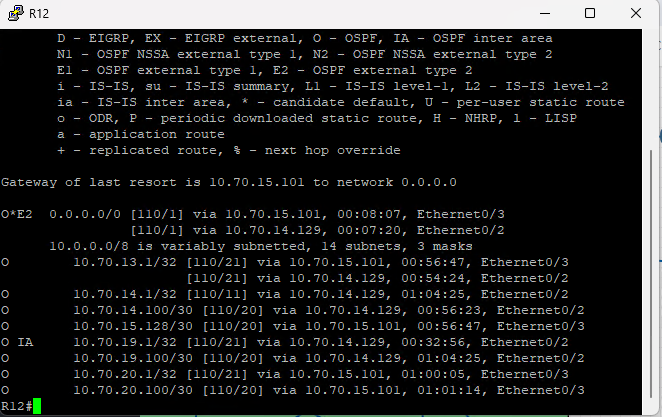 R12
D - EIGRP, EX - EIGRP external, O - OSPF, IA - OSPF inter area
N1 - OSPF NSSA external type 1, N2 - OSPF NSSA external type 2
E1 - OSPF external type 1, E2 - OSPF external type 2
i - IS-IS, su - IS-IS summary, L1 - IS-IS level-1, L2 - IS-IS level-2
ia - IS-IS inter area, * - candidate default, U - per-user static route
o - ODR, P - periodic downloaded static route, H - NHRP, l - LISP
a - application route
+ - replicated route, % - next hop override
Gateway of last resort is 10.70.15.101 to network 0.0.0.0
O*E2  0.0.0.0/0 [110/1] via 10.70.15.101, 00:08:07, Ethernet0/3
[110/1] via 10.70.14.129, 00:07:20, Ethernet0/2
10.0.0.0/8 is variably subnetted, 14 subnets, 3 masks
O        10.70.13.1/32 [110/21] via 10.70.15.101, 00:56:47, Ethernet0/3
[110/21] via 10.70.14.129, 00:54:24, Ethernet0/2
O        10.70.14.1/32 [110/11] via 10.70.14.129, 01:04:25, Ethernet0/2
O        10.70.14.100/30 [110/20] via 10.70.14.129, 00:56:23, Ethernet0/2
O        10.70.15.128/30 [110/20] via 10.70.15.101, 00:56:47, Ethernet0/3
O IA     10.70.19.1/32 [110/21] via 10.70.14.129, 00:32:56, Ethernet0/2
O        10.70.19.100/30 [110/20] via 10.70.14.129, 01:04:25, Ethernet0/2
O        10.70.20.1/32 [110/21] via 10.70.15.101, 01:00:05, Ethernet0/3
O        10.70.20.100/30 [110/20] via 10.70.15.101, 01:01:14, Ethernet0/3
R12#